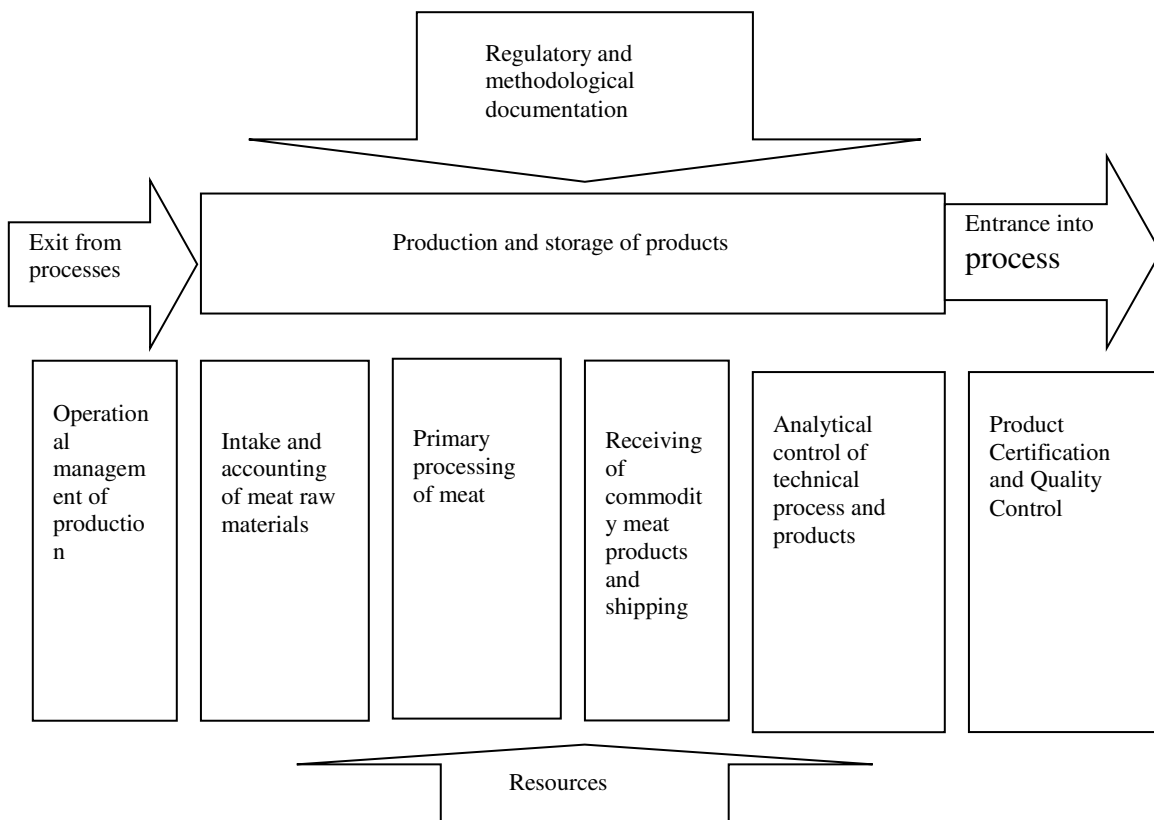 Regulatory and
methodological
documentation
Exit from
processes
Production and storage of products
Entrance into
process
Operation
al
managem
ent of
productio
n
Intake and
accounting
of meat raw
materials
Primary
processing
of meat
Receiving
of
commodit
y meat
products
and
shipping
Analytical
control of
technical
process and
products
Product
Certification
and Quality
Control
Resources